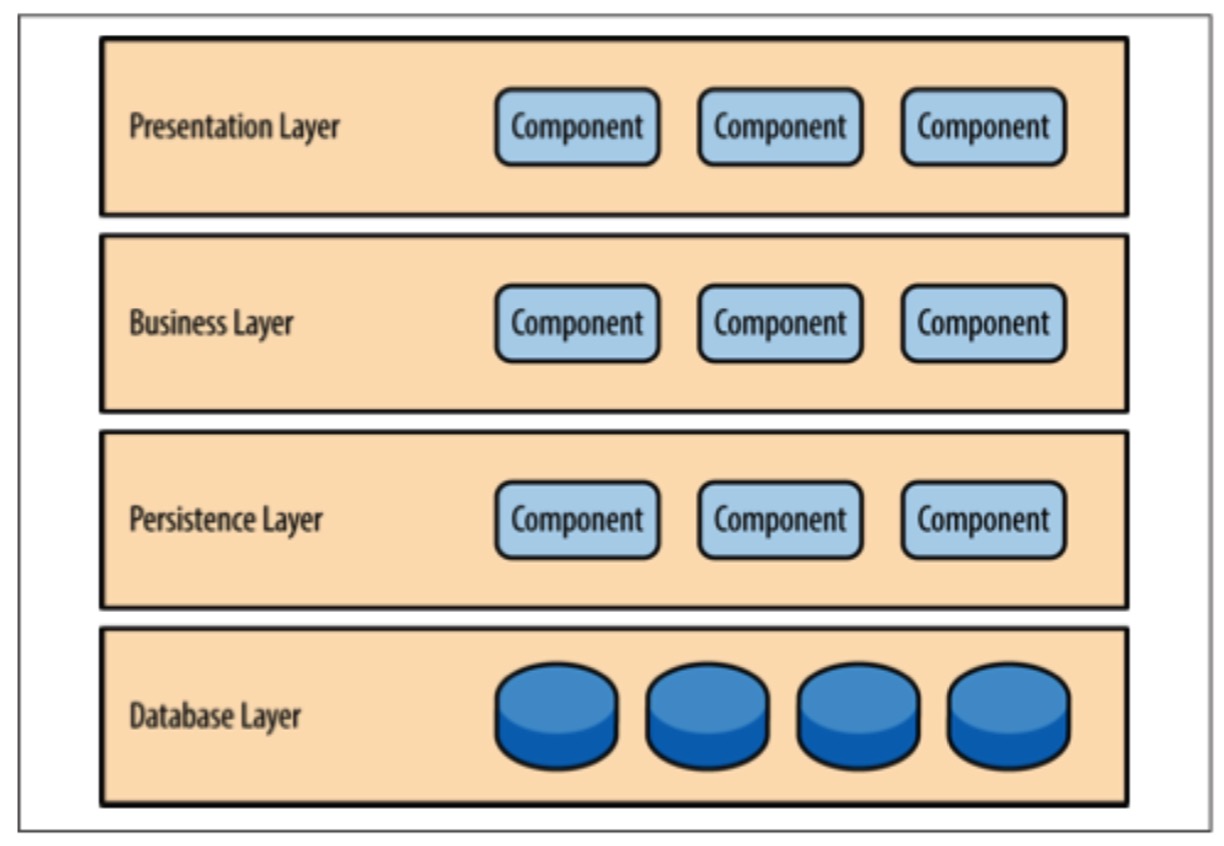 Presentation Layer Component Component Component
Business Layer Component Component Component
Persistence Layer Component Component Component
Database Layer